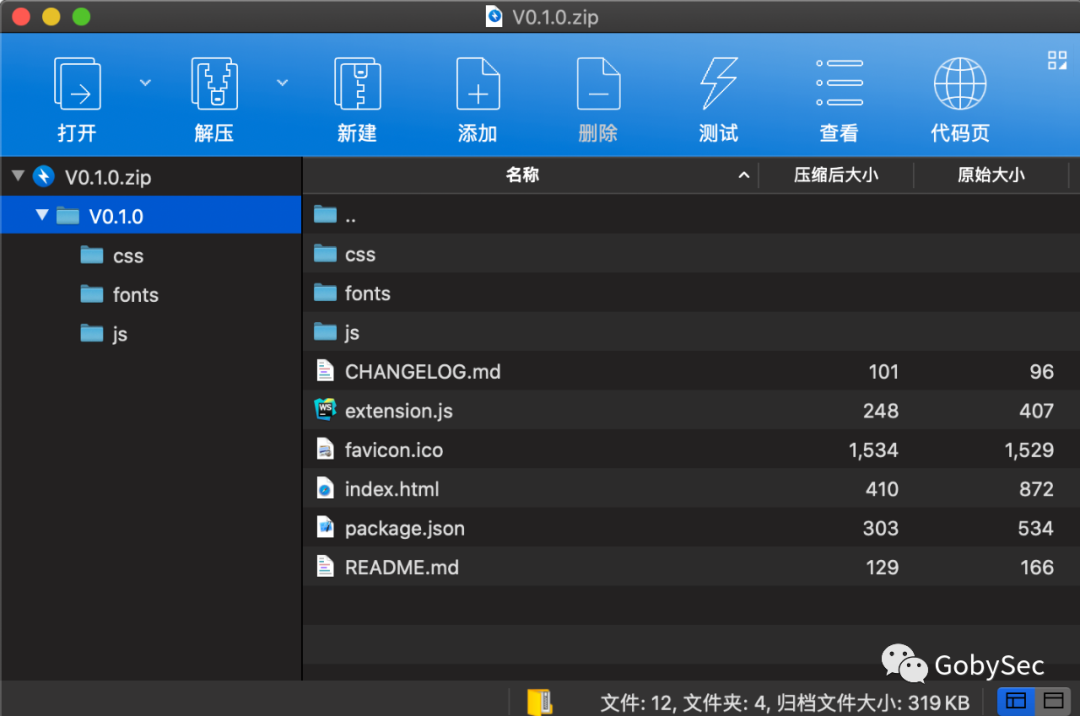 V0.1.0.zip
打开 解压 新建 添加 删除 测试 查看 代码页
V0.1.0.zip
V0.1.0
css
fonts
js
名称 压缩后大小 原始大小
..
css
fonts
js
CHANGELOG.md 101 96
extension.js 248 407
favicon.ico 1,534 1,529
index.html 410 872
package.json 303 534
README.md 129 166
GobySec
文件: 12, 文件夹: 4, 归档文件大小: 319 KB